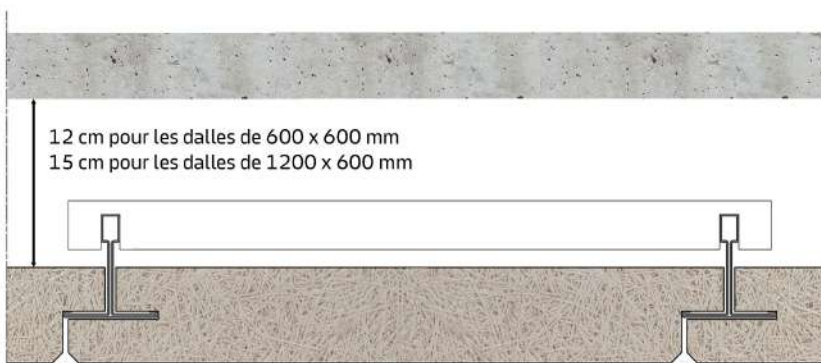 12 cm pour les dalles de 600 x 600 mm
15 cm pour les dalles de 1200 x 600 mm